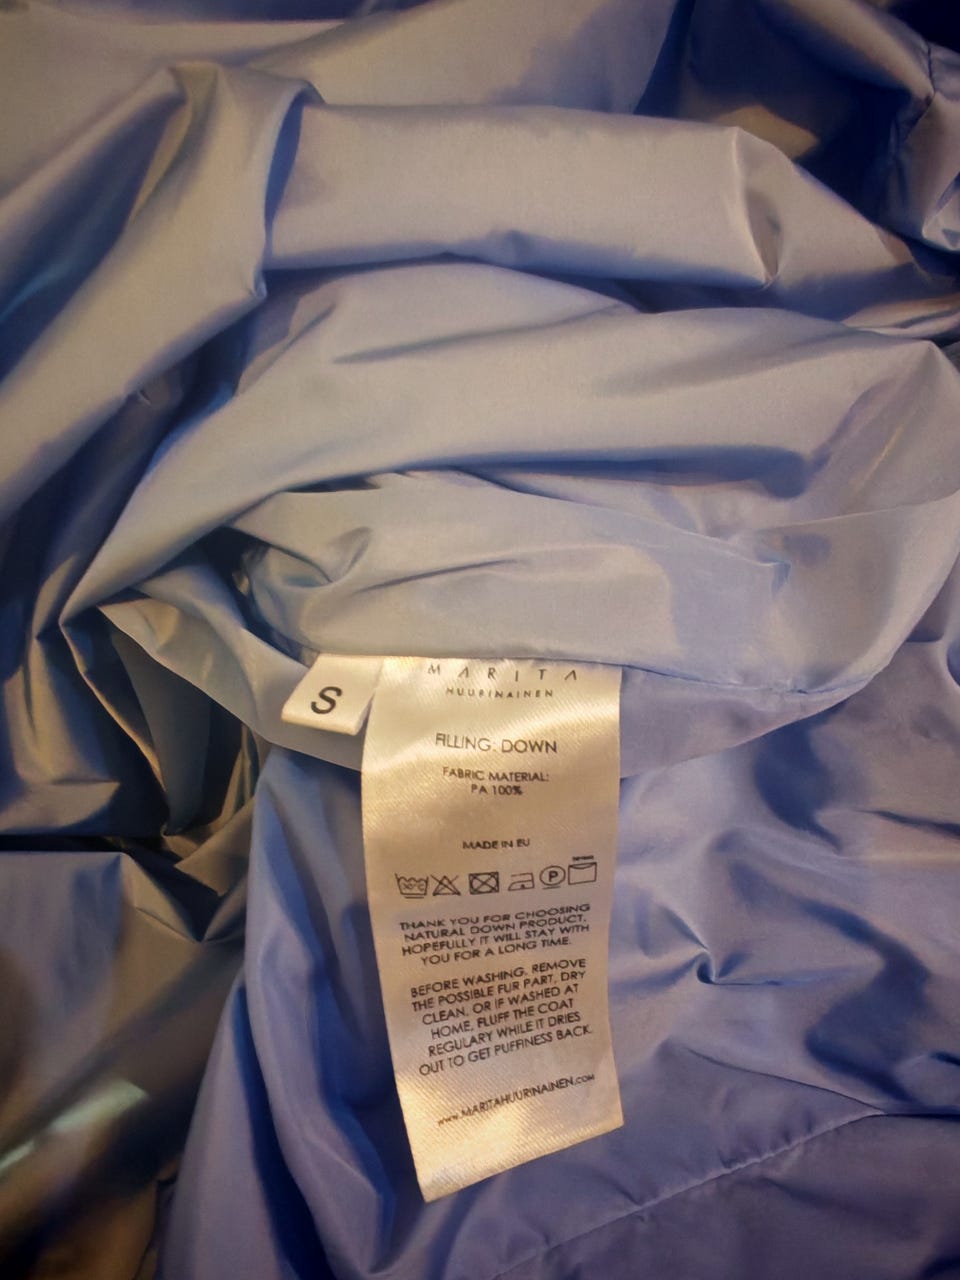 S
MARITA
HUURINAINEN
FILLING: DOWN
FABRIC MATERIAL:
PA 100%
MADE IN EU
30°C
P
THANK YOU FOR CHOOSING
NATURAL DOWN PRODUCT.
HOPEFULLY IT WILL STAY WITH
YOU FOR A LONG TIME.
BEFORE WASHING, REMOVE
THE POSSIBLE FUR PART. DRY
CLEAN, OR IF WASHED AT
HOME, FLUFF THE COAT
REGULARY WHILE IT DRIES
OUT TO GET PUFFINESS BACK.
www.MARITAHUURINAINEN.com